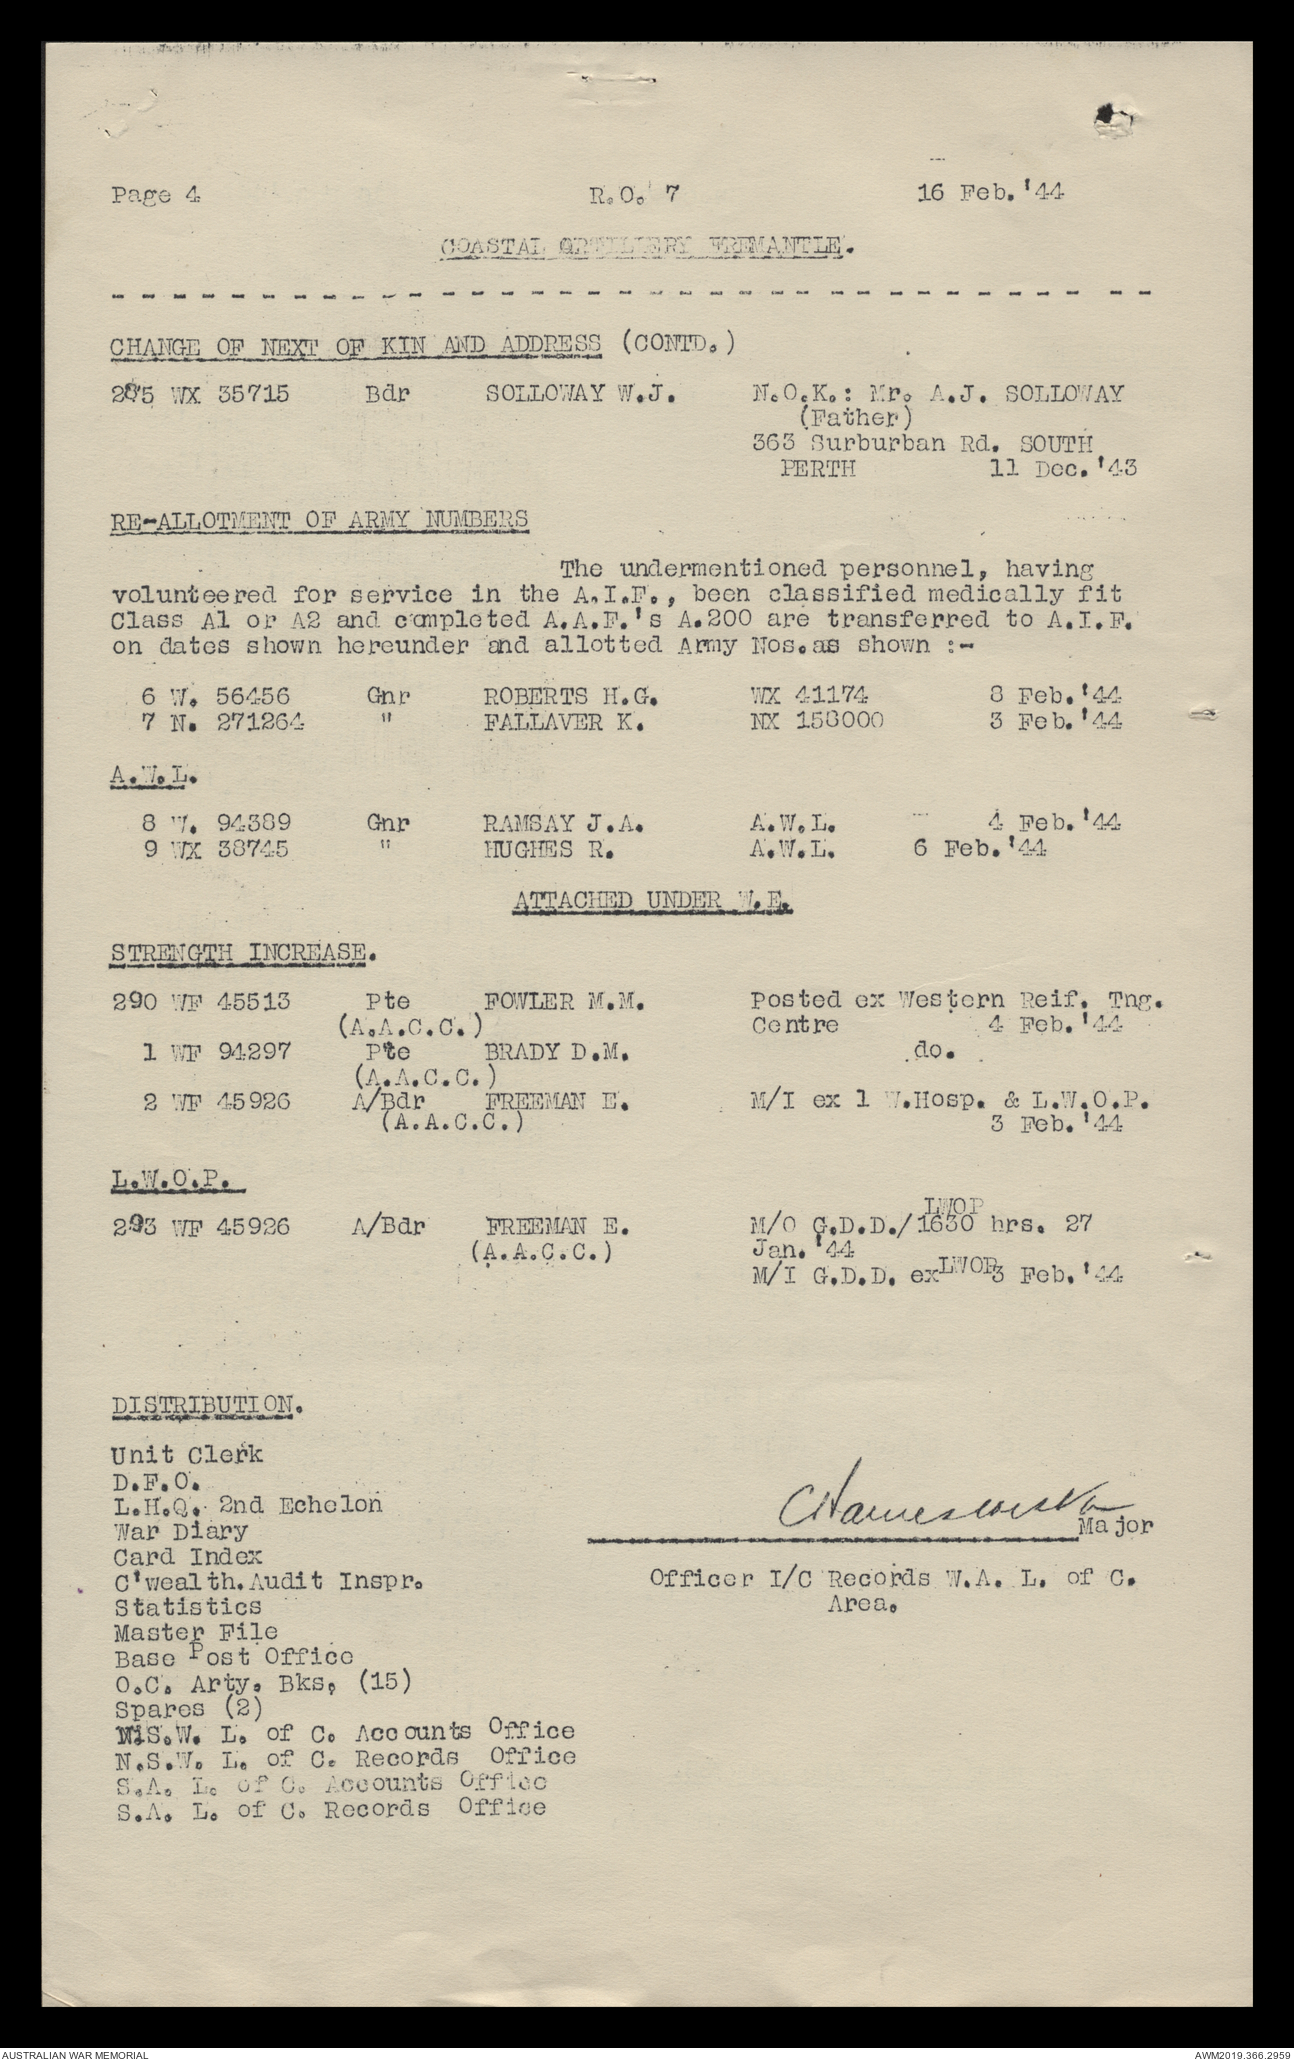 Page 4 R.O. 7 16 Feb.'44
COASTAL ARTILLERY FREMANTLE.
CHANGE OF NEXT OF KIN AND ADDRESS (CONTD.)
285 WX 35715 Bdr SOLLOWAY W.J. N.O.K.: Mr. A.J. SOLLOWAY
(Father)
363 Surburban Rd. SOUTH
PERTH 11 Dec.'43
RE-ALLOTMENT OF ARMY NUMBERS
The undermentioned personnel, having
volunteered for service in the A.I.F., been classified medically fit
Class A1 or A2 and completed A.A.F.'s A.200 are transferred to A.I.F.
on dates shown hereunder and allotted Army Nos.as shown :-
6 W. 56456 Gnr ROBERTS H.G. WX 41174 8 Feb.'44
7 N. 271264 " FALLAVER K. NX 158000 3 Feb.'44
A.W.L.
8 W. 94389 Gnr RAMSAY J.A. A.W.L. 4 Feb.'44
9 WX 38745 " HUGHES R. A.W.L. 6 Feb.'44
ATTACHED UNDER W.E.
STRENGTH INCREASE.
290 WF 45513 Pte FOWLER M.M. Posted ex Western Reif. Tng.
(A.A.C.C.) Centre 4 Feb.'44
1 WF 94297 Pte BRADY D.M. do.
(A.A.C.C.)
2 WF 45926 A/Bdr FREEMAN E. M/I ex 1 W.Hosp. & L.W.O.P.
(A.A.C.C.) 3 Feb.'44
L.W.O.P.
LWOP
293 WF 45926 A/Bdr FREEMAN E. M/O G.D.D./1630 hrs. 27
(A.A.C.C.) Jan.'44
M/I G.D.D. ex LWOP 3 Feb.'44
DISTRIBUTION.
Unit Clerk
D.F.O.
L.H.Q. 2nd Echelon
War Diary
Major
Card Index
C'wealth.Audit Inspr.
Officer I/C Records W.A. L. of C.
Area.
Statistics
Master File
Base Post Office
O.C. Arty. Bks, (15)
Spares (2)
N.S.W. L. of C. Accounts Office
N.S.W. L. of C. Records Office
S.A. L. of C. Accounts Office
S.A. L. of C. Records Office
AUSTRALIAN WAR MEMORIAL AWM2019.366.2959